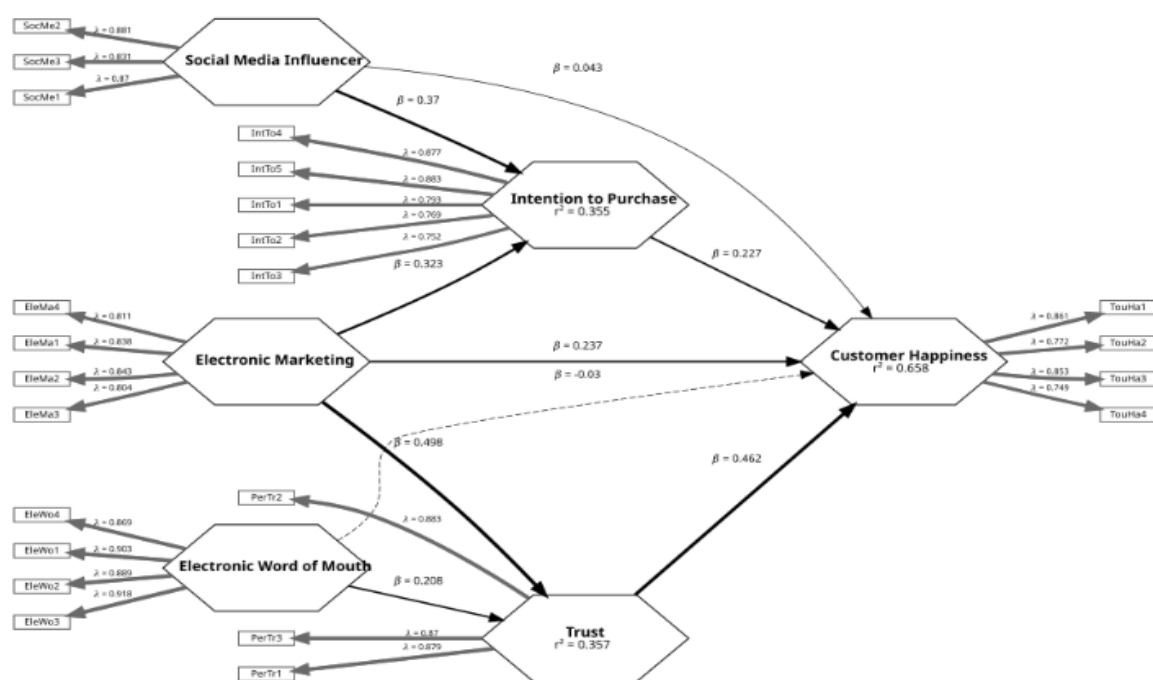 SocMe2
λ = 0.881
SocMe3
λ = 0.831
SocMe1
λ = 0.87
Social Media Influencer
β = 0.043
β = 0.37
IntTo4
λ = 0.877
IntTo5
λ = 0.883
IntTo1
λ = 0.793
IntTo2
λ = 0.769
IntTo3
λ = 0.752
Intention to Purchase
r² = 0.355
β = 0.227
β = 0.323
EleMa4
λ = 0.811
EleMa1
λ = 0.838
EleMa2
λ = 0.843
EleMa3
λ = 0.804
Electronic Marketing
β = 0.237
β = -0.03
Customer Happiness
r² = 0.658
TouHa1
λ = 0.861
TouHa2
λ = 0.772
TouHa3
λ = 0.853
TouHa4
λ = 0.749
β = 0.498
β = 0.462
PerTr2
λ = 0.883
EleWo4
λ = 0.869
EleWo1
λ = 0.903
EleWo2
λ = 0.889
EleWo3
λ = 0.918
Electronic Word of Mouth
β = 0.208
Trust
r² = 0.357
PerTr3
λ = 0.87
PerTr1
λ = 0.879